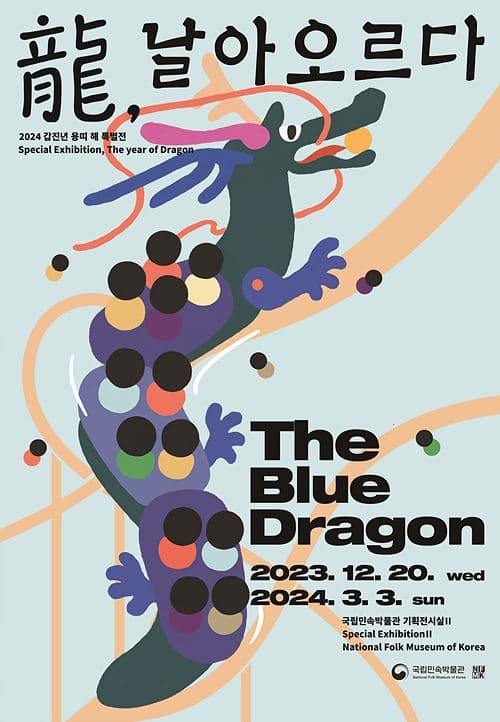 龍, 날아오르다
2024 갑진년 용띠 해 특별전
Special Exhibition, The year of Dragon
The
Blue
Dragon
2023. 12. 20. wed
2024. 3. 3. sun
국립민속박물관 기획전시실II
Special ExhibitionII
National Folk Museum of Korea
국립민속박물관
National Folk Museum of Korea
NFMK